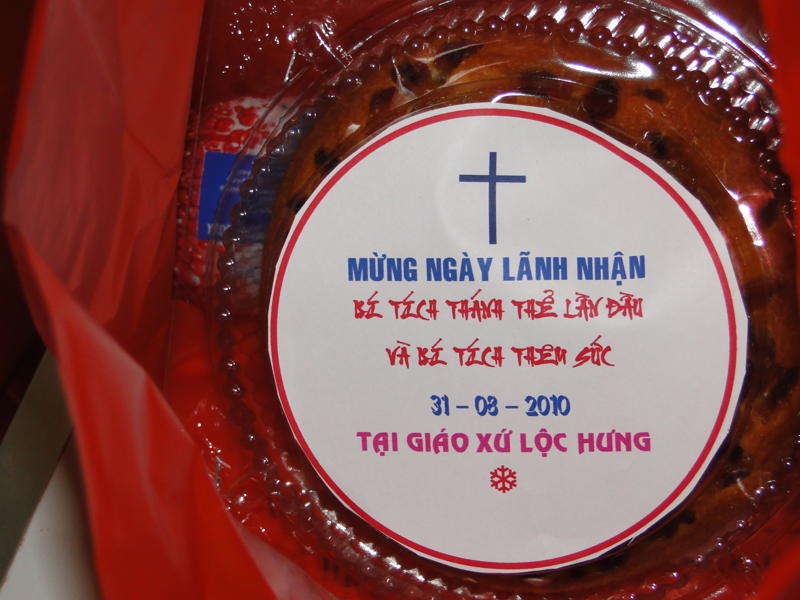 MỪNG NGÀY LÃNH NHẬN
BÍ TÍCH THÁNH THỂ LẦN ĐẦU
VÀ BÍ TÍCH THÊM SỨC
31 - 08 - 2010
TẠI GIÁO XỨ LỘC HƯNG